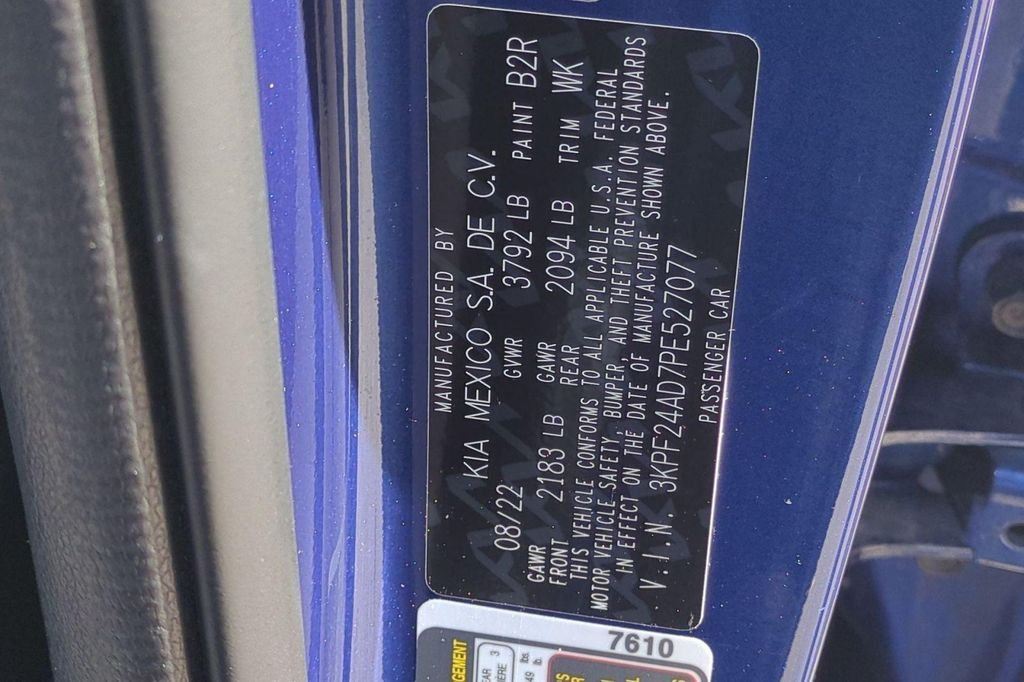 MANUFACTURED BY
KIA MEXICO S.A. DE C.V.
08/22 GVWR 3792 LB PAINT B2R
GAWR FRONT 2183 LB GAWR REAR 2094 LB TRIM WK
THIS VEHICLE CONFORMS TO ALL APPLICABLE U.S.A. FEDERAL
MOTOR VEHICLE SAFETY, BUMPER, AND THEFT PREVENTION STANDARDS
IN EFFECT ON THE DATE OF MANUFACTURE SHOWN ABOVE.
V.I.N. 3KPF24AD7PE527077
PASSENGER CAR
7610